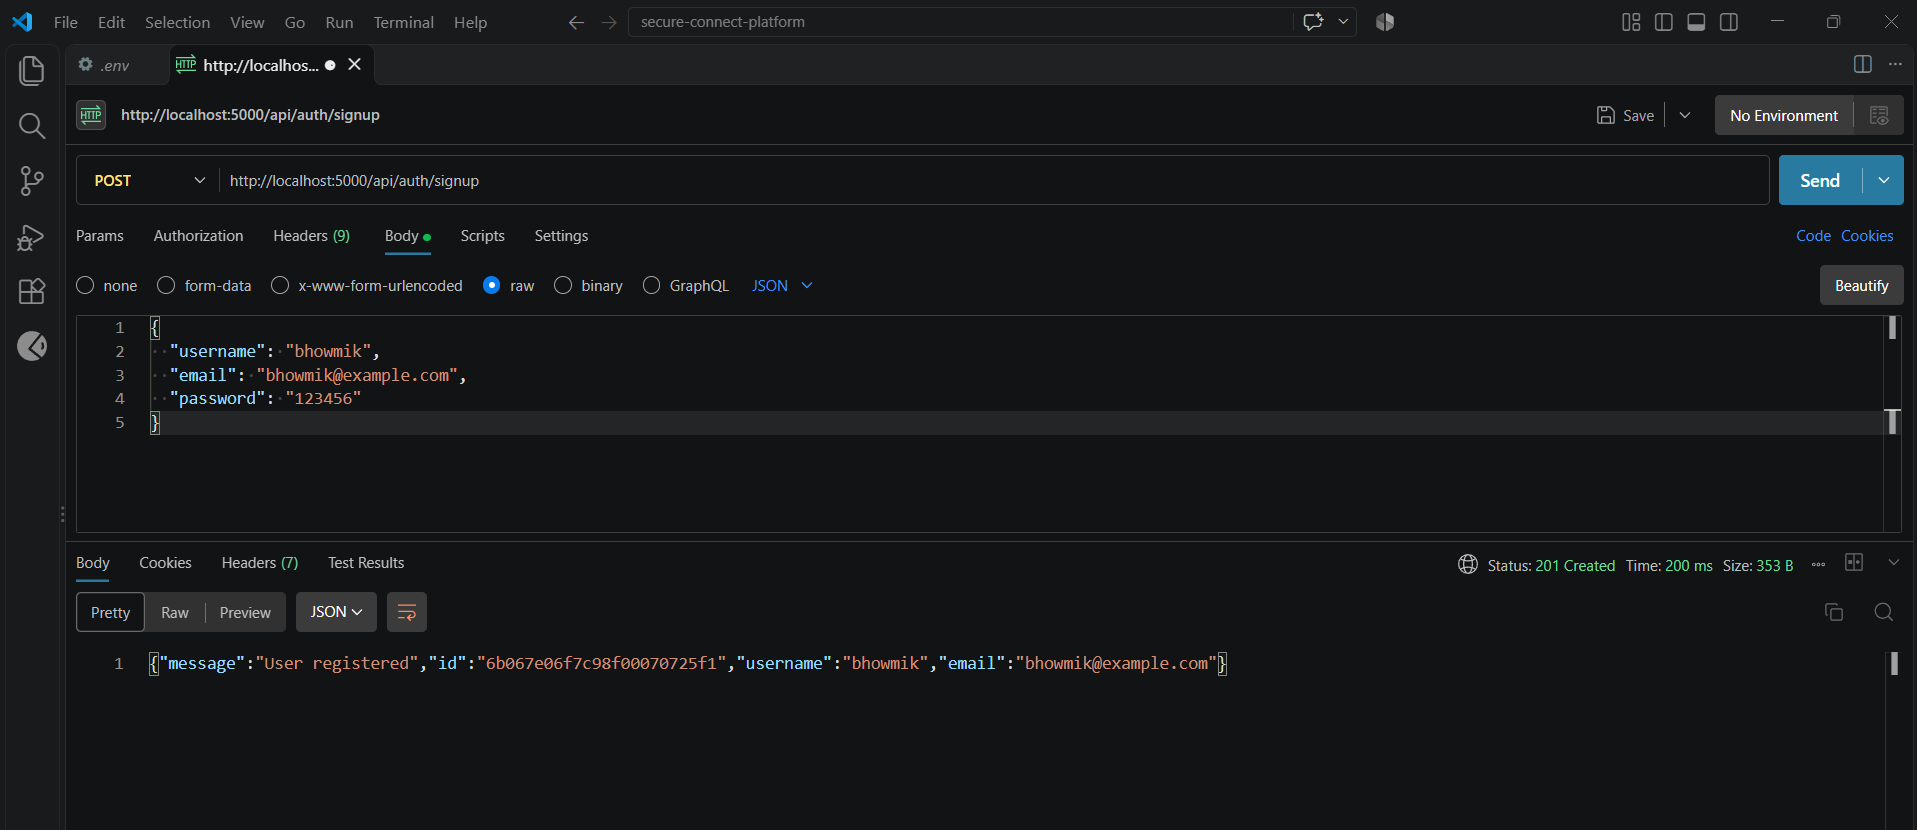 File Edit Selection View Go Run Terminal Help
secure-connect-platform
.env
HTTP http://localhos...
HTTP http://localhost:5000/api/auth/signup
Save
No Environment
POST http://localhost:5000/api/auth/signup
Send
Params Authorization Headers (9) Body Scripts Settings
Code Cookies
none form-data x-www-form-urlencoded raw binary GraphQL JSON
Beautify
1 {
2 "username": "bhowmik",
3 "email": "bhowmik@example.com",
4 "password": "123456"
5 }
Body Cookies Headers (7) Test Results
Status: 201 Created Time: 200 ms Size: 353 B
Pretty Raw Preview JSON
1 {"message":"User registered","id":"6b067e06f7c98f00070725f1","username":"bhowmik","email":"bhowmik@example.com"}